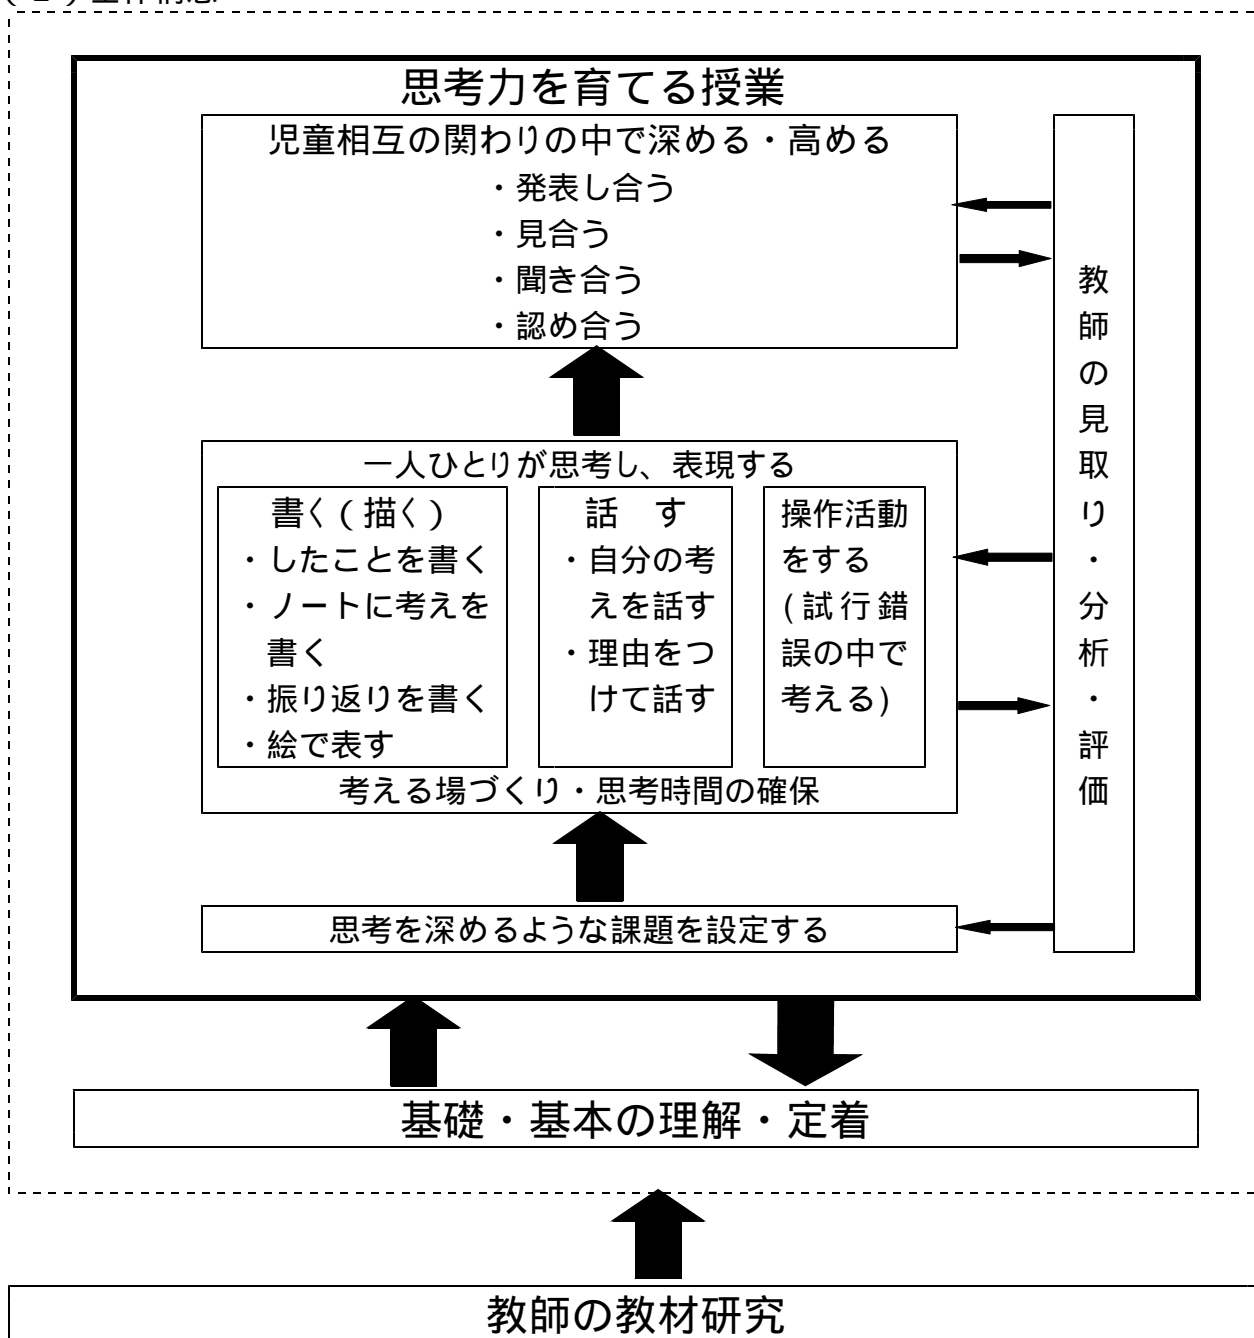 思考力を育てる授業
児童相互の関わりの中で深める・高める
・発表し合う
・見合う
・聞き合う
・認め合う
一人ひとりが思考し、表現する
書く(描く)
・したことを書く
・ノートに考えを
書く
・振り返りを書く
・絵で表す
話　す
・自分の考
えを話す
・理由をつ
けて話す
操作活動
をする
(試行錯
誤の中で
考える)
考える場づくり・思考時間の確保
思考を深めるような課題を設定する
教師の見取り・分析・評価
基礎・基本の理解・定着
教師の教材研究